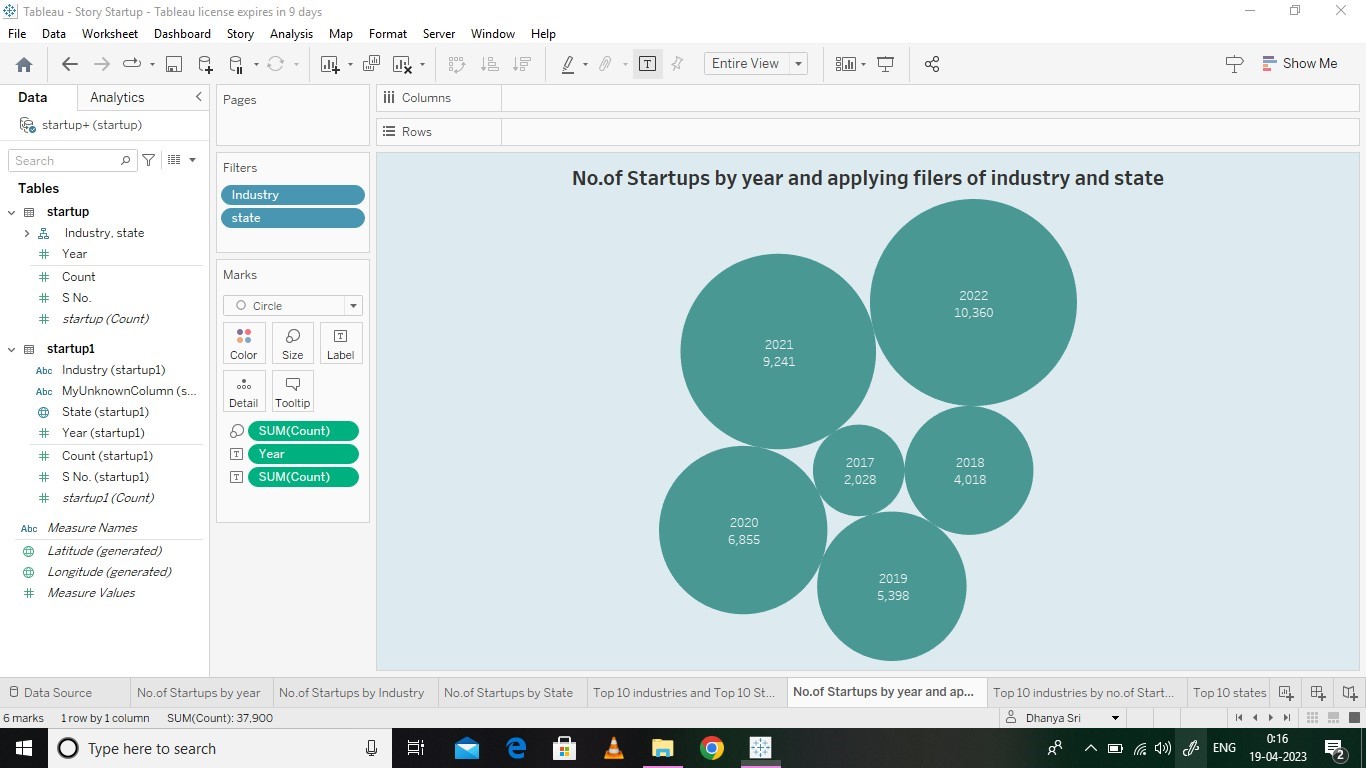 Tableau - Story Startup - Tableau license expires in 9 days
File Data Worksheet Dashboard Story Analysis Map Format Server Window Help
Entire View
Show Me
Data Analytics
startup+ (startup)
Search
Tables
startup
Industry, state
Year
Count
S No.
startup (Count)
startup1
Abc Industry (startup1)
Abc MyUnknownColumn (s...
State (startup1)
Year (startup1)
Count (startup1)
S No. (startup1)
startup1 (Count)
Abc Measure Names
Latitude (generated)
Longitude (generated)
Measure Values
Pages
Filters
Industry
state
Marks
Circle
Color Size Label
Detail Tooltip
SUM(Count)
Year
SUM(Count)
Columns
Rows
No.of Startups by year and applying filers of industry and state
2022
10,360
2021
9,241
2017
2,028
2018
4,018
2020
6,855
2019
5,398
Data Source No.of Startups by year No.of Startups by Industry No.of Startups by State Top 10 industries and Top 10 St... No.of Startups by year and ap... Top 10 industries by no.of Start... Top 10 states
6 marks 1 row by 1 column SUM(Count): 37,900 Dhanya Sri
Type here to search
ENG
0:16
19-04-2023
2